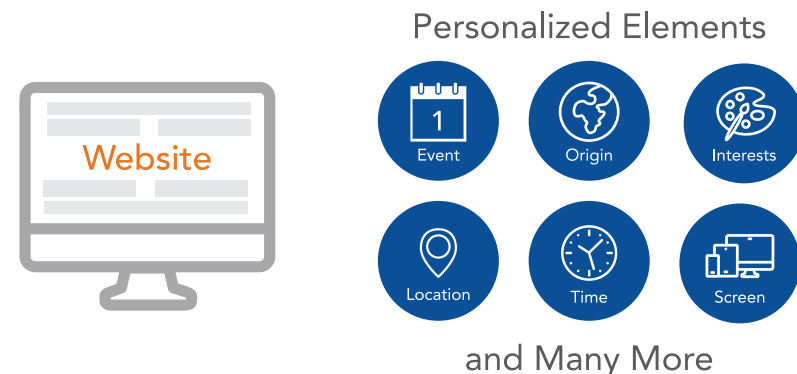 Personalized Elements
Website
1
Event
Origin
Interests
Location
Time
Screen
and Many More